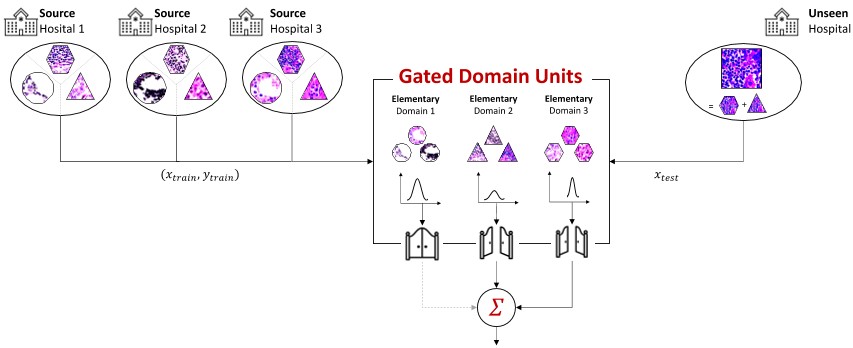 Source
Hosital 1
Source
Hospital 2
Source
Hospital 3
Unseen
Hospital
Gated Domain Units
Elementary
Domain 1
Elementary
Domain 2
Elementary
Domain 3
= +
(x_train, y_train)
x_test
Σ